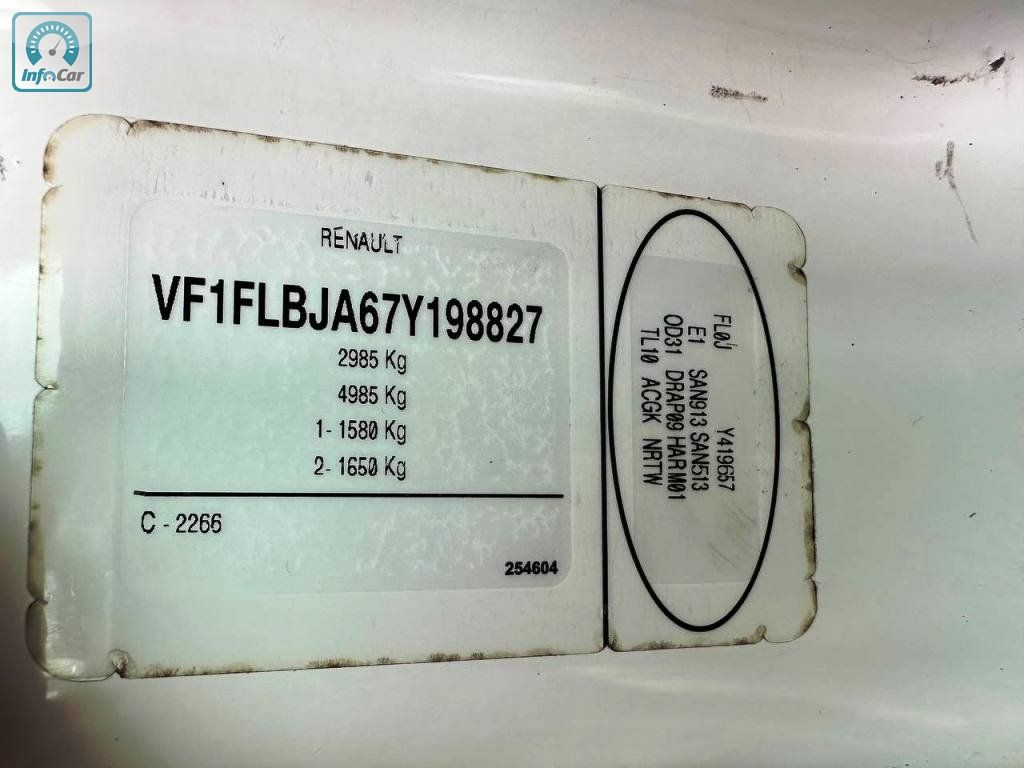 InfoCar
RENAULT
VF1FLBJA67Y198827
2985 Kg
4985 Kg
1- 1580 Kg
2- 1650 Kg
C - 2266
254604
FL0J Y419657
E1 SAN913 SAN513
OD31 DRAP09 HARM01
TL10 ACGK NRTW